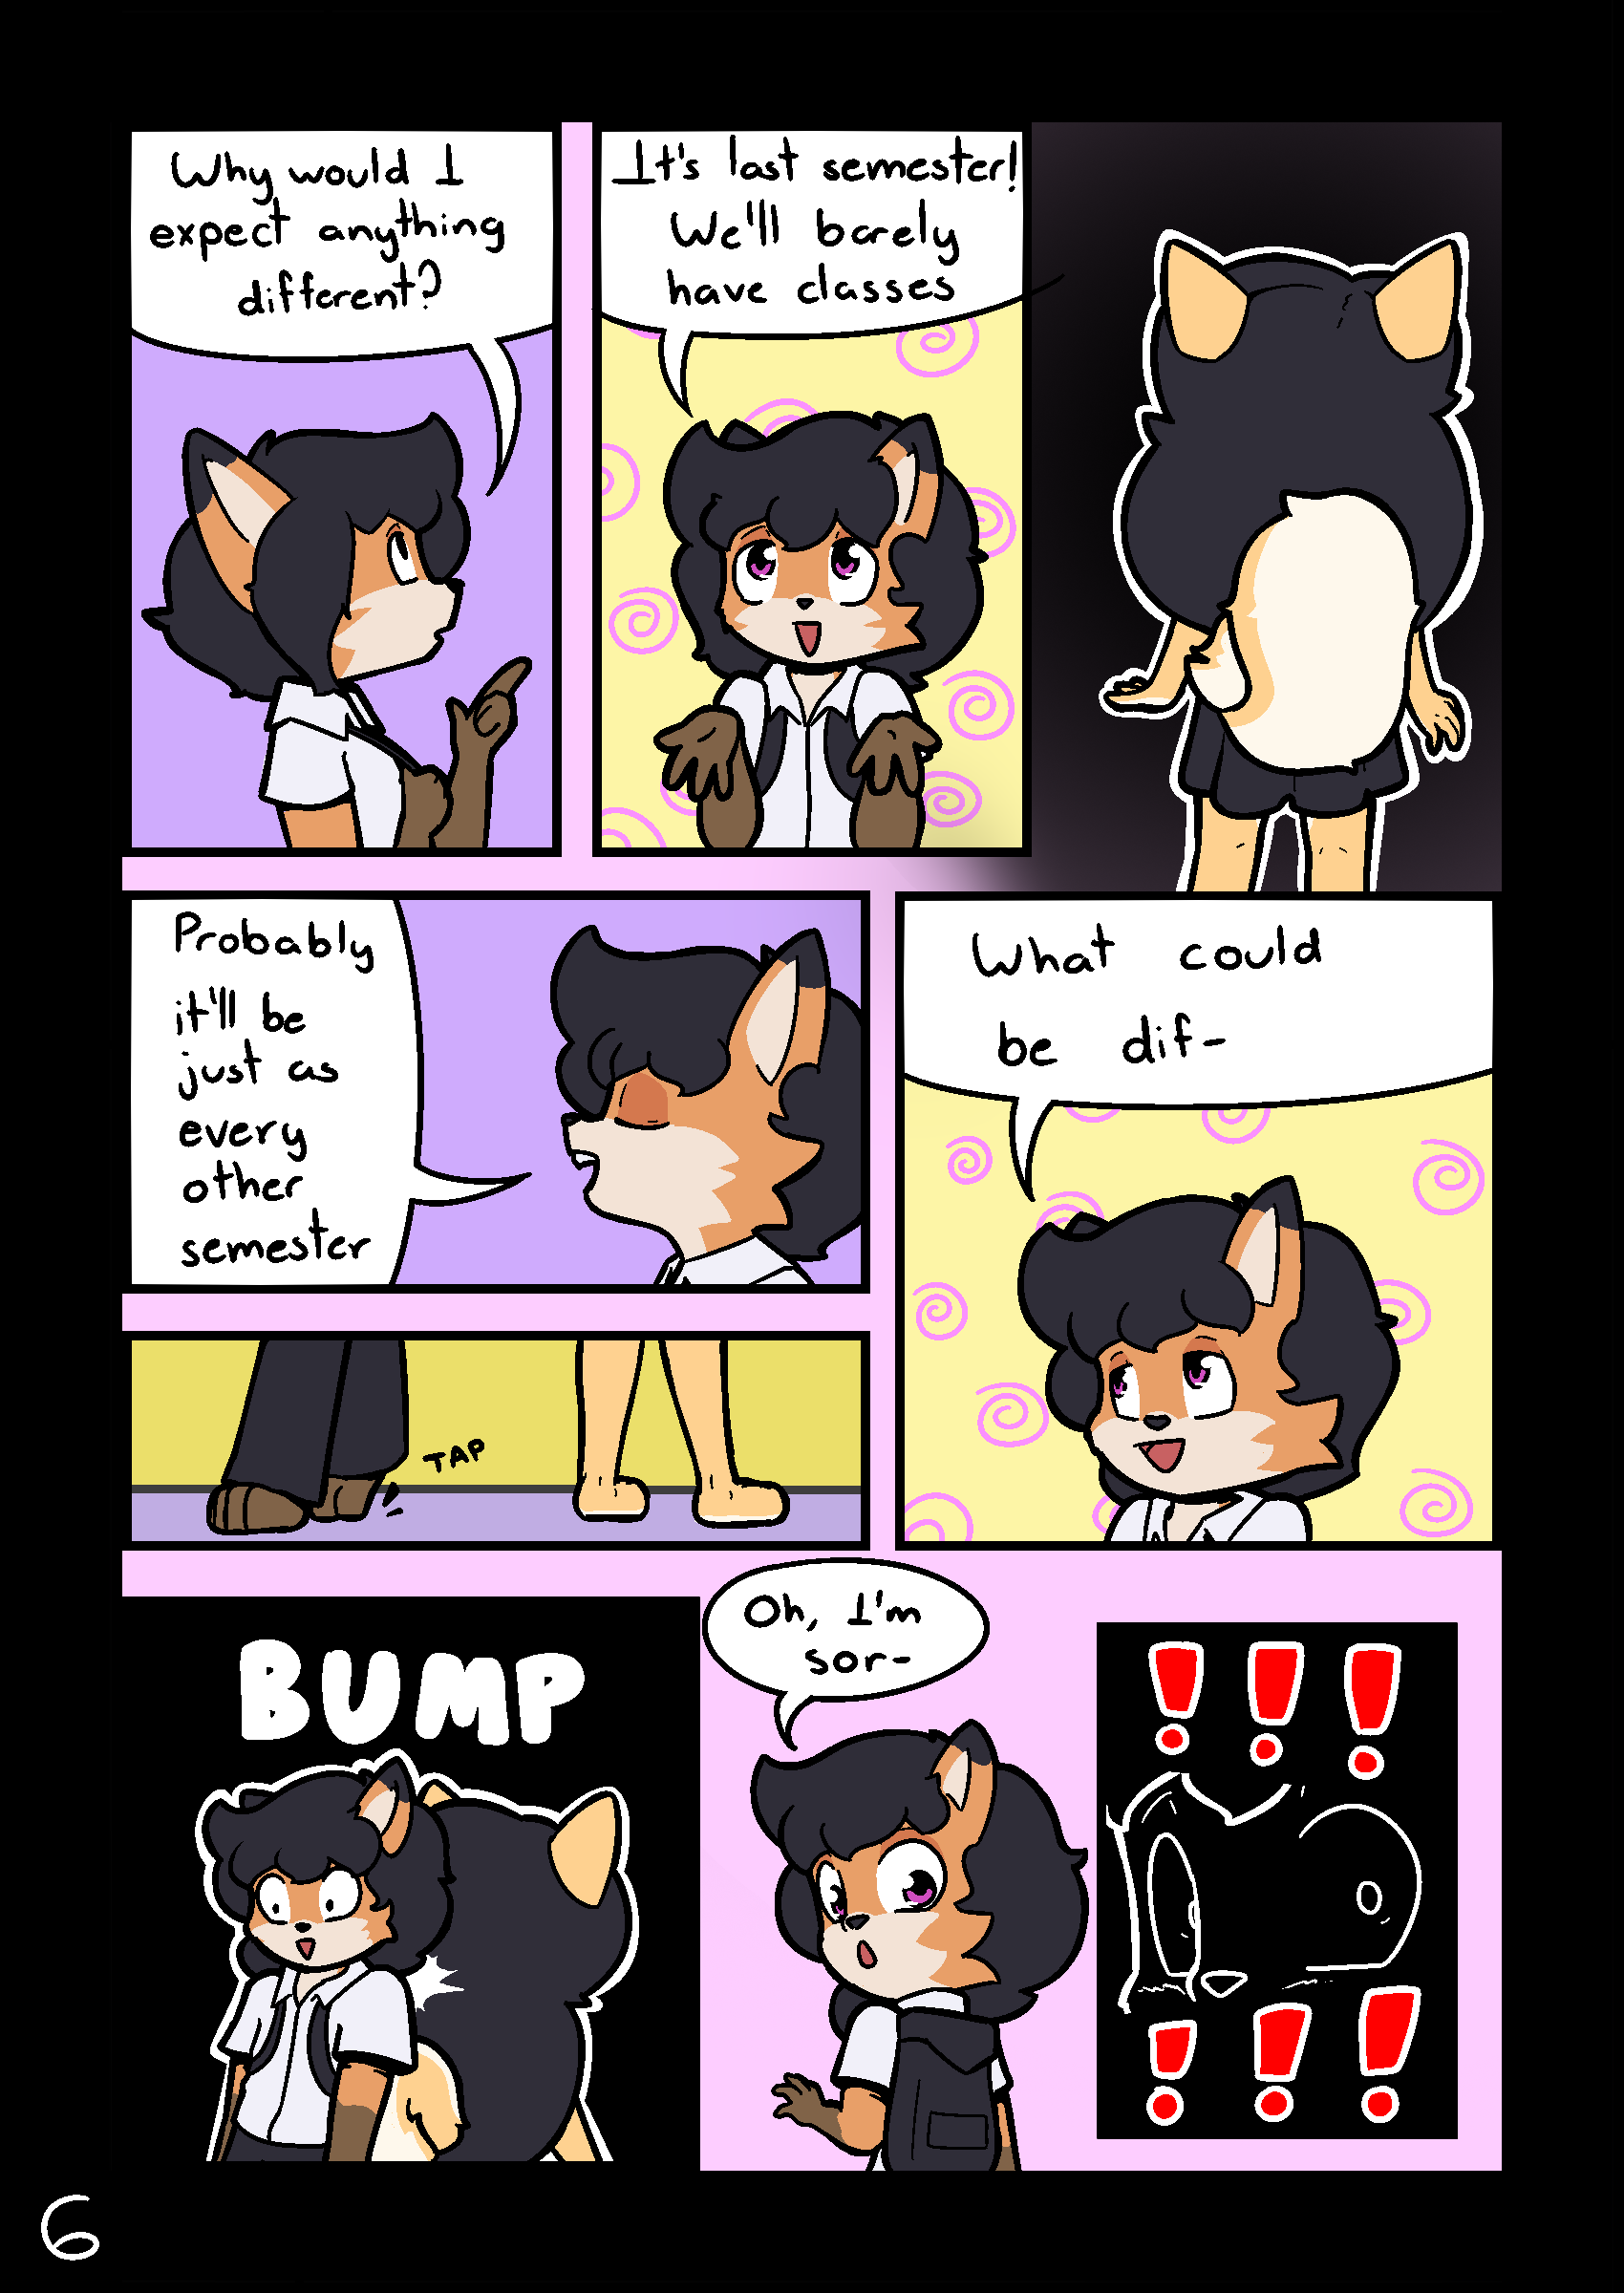 Why would I
expect anything
different?
It's last semester!
We'll barely
have classes
Probably
it'll be
just as
every
other
semester
What could
be dif-
TAP
BUMP
Oh, I'm
sor-
! ! !
! ! !
6